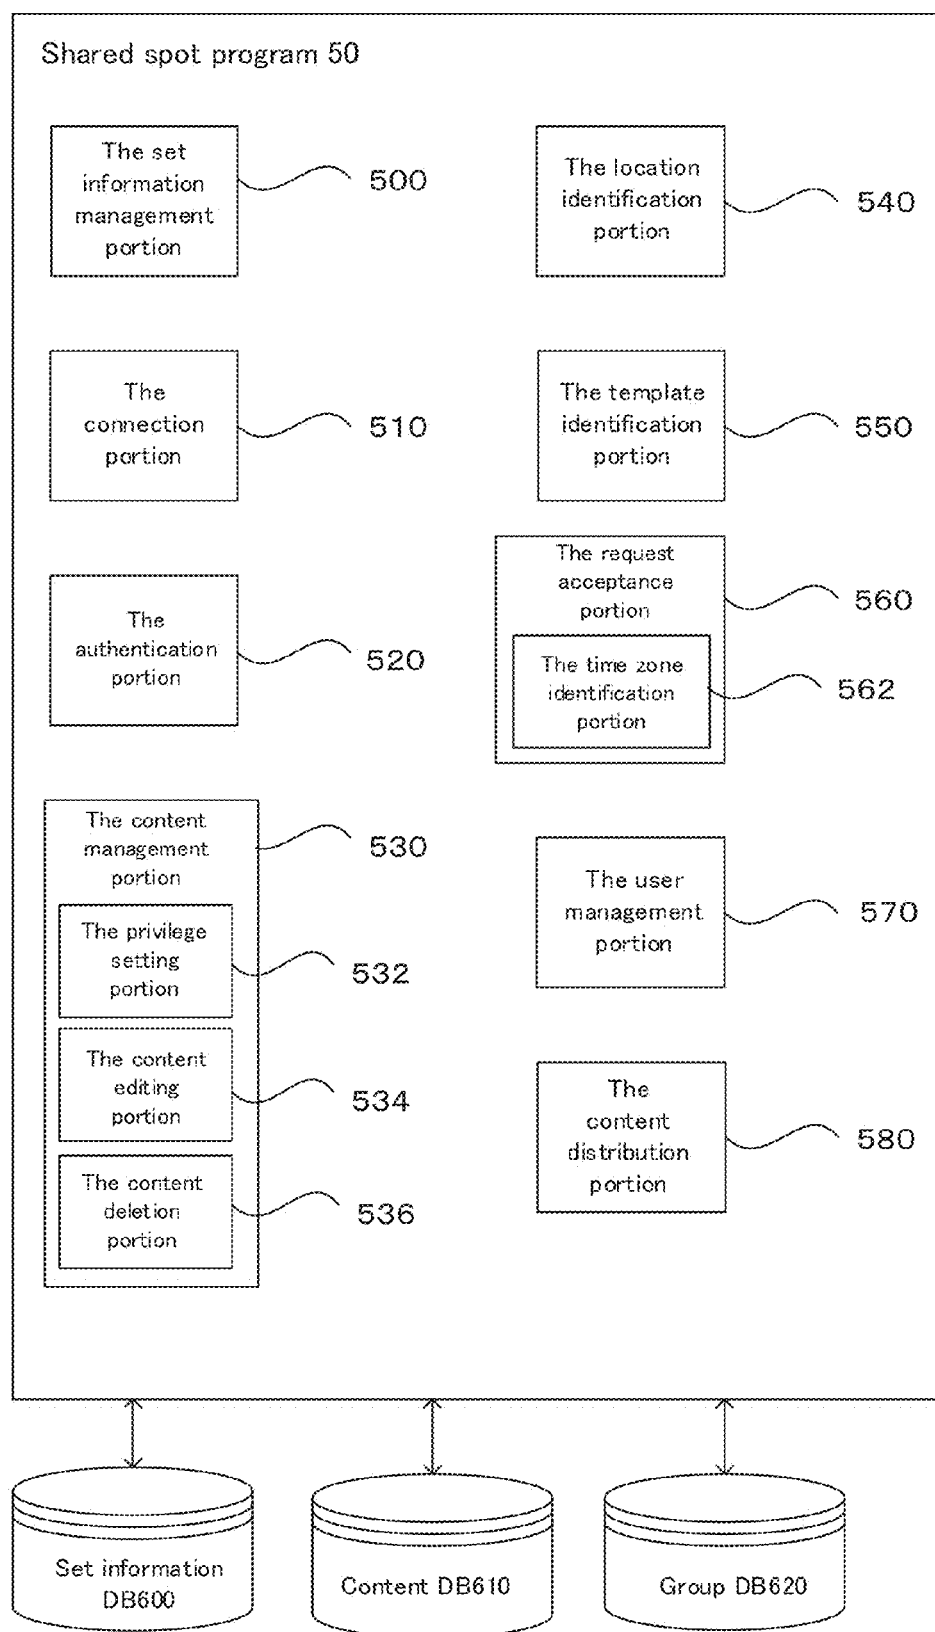 Shared spot program 50
The set
information
management
portion
500
The
connection
portion
510
The
authentication
portion
520
The content
management
portion
530
The privilege
setting
portion
532
The content
editing
portion
534
The content
deletion
portion
536
The location
identification
portion
540
The template
identification
portion
550
The request
acceptance
portion
560
The time zone
identification
portion
562
The user
management
portion
570
The
content
distribution
portion
580
Set information
DB600
Content DB610
Group DB620